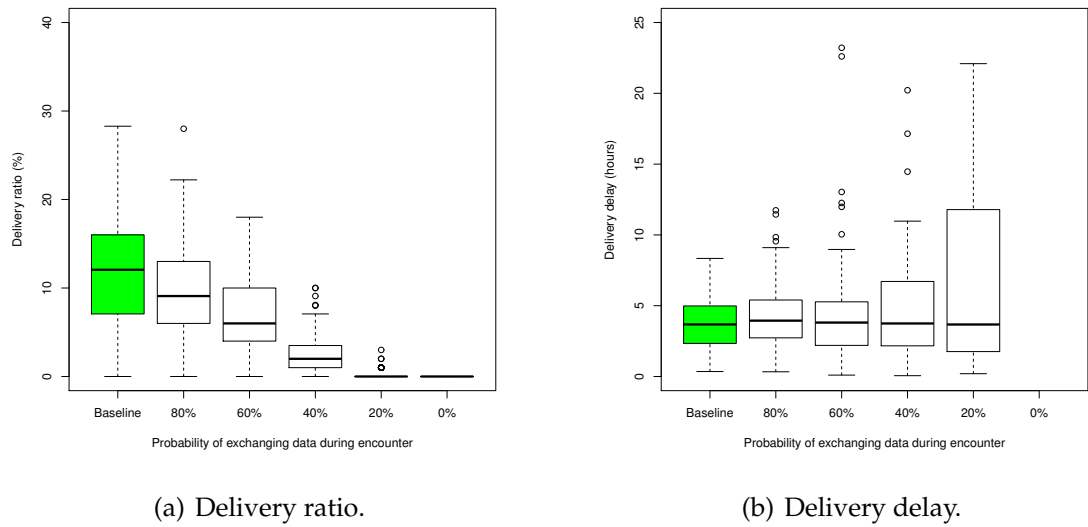 Delivery ratio (%)
40
30
20
10
0
Baseline 80% 60% 40% 20% 0%
Probability of exchanging data during encounter
(a) Delivery ratio.
Delivery delay (hours)
25
20
15
10
5
0
Baseline 80% 60% 40% 20% 0%
Probability of exchanging data during encounter
(b) Delivery delay.